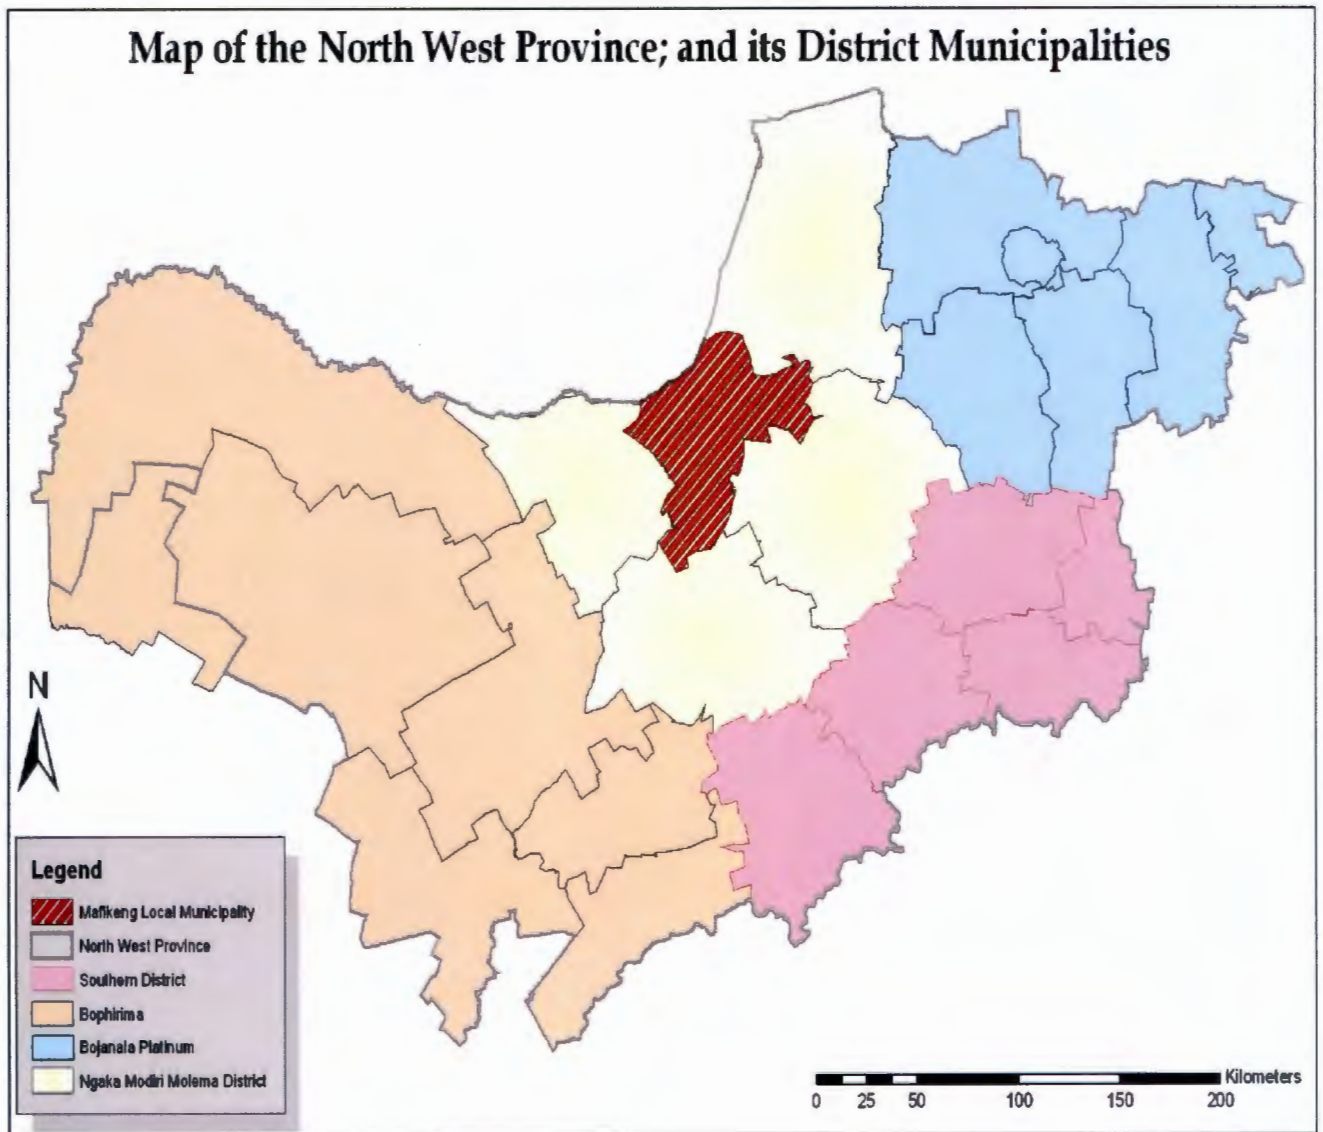 Map of the North West Province; and its District Municipalities
N
Legend
Mafikeng Local Municipality
North West Province
Southern District
Bophirima
Bojanala Platinum
Ngaka Modiri Molema District
Kilometers
0 25 50 100 150 200